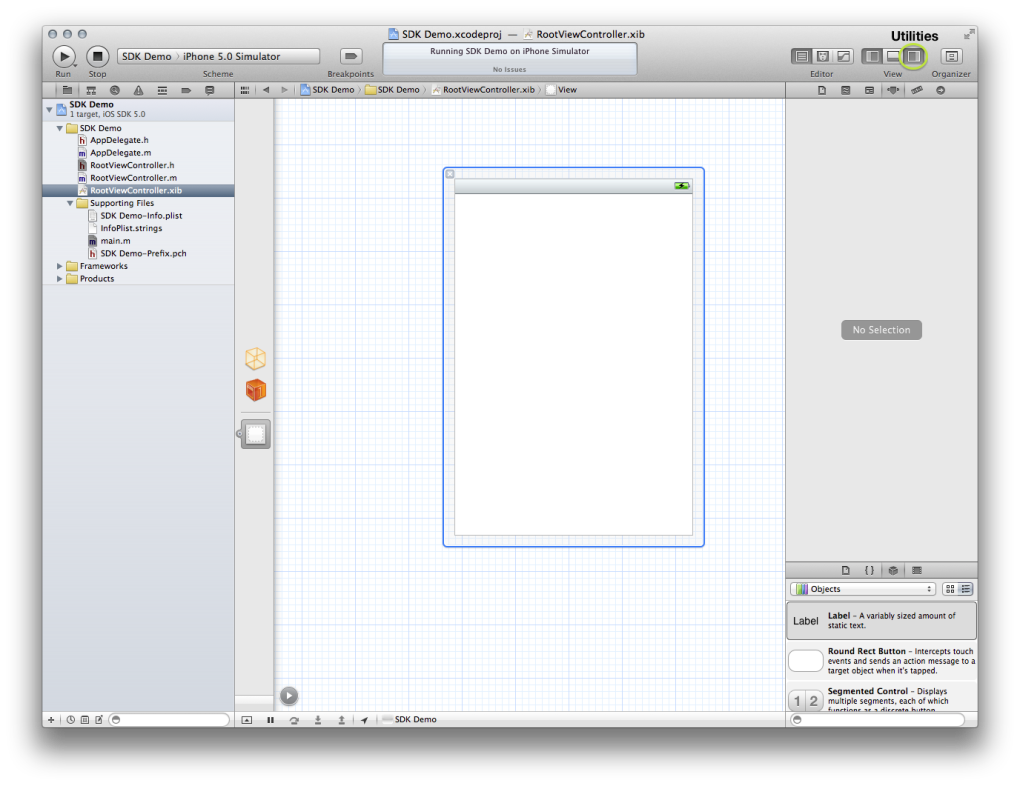 SDK Demo.xcodeproj — RootViewController.xib
Utilities
SDK Demo 〉 iPhone 5.0 Simulator
Running SDK Demo on iPhone Simulator
No Issues
Run
Stop
Scheme
Breakpoints
Editor
View
Organizer
SDK Demo 〉 SDK Demo 〉 RootViewController.xib 〉 View
SDK Demo
1 target, iOS SDK 5.0
SDK Demo
AppDelegate.h
AppDelegate.m
RootViewController.h
RootViewController.m
RootViewController.xib
Supporting Files
SDK Demo-Info.plist
InfoPlist.strings
main.m
SDK Demo-Prefix.pch
Frameworks
Products
No Selection
{ }
Objects
Label
Label – A variably sized amount of
static text.
Round Rect Button – Intercepts touch
events and sends an action message to a
target object when it's tapped.
1 2
Segmented Control – Displays
multiple segments, each of which
functions as a discrete button.
SDK Demo